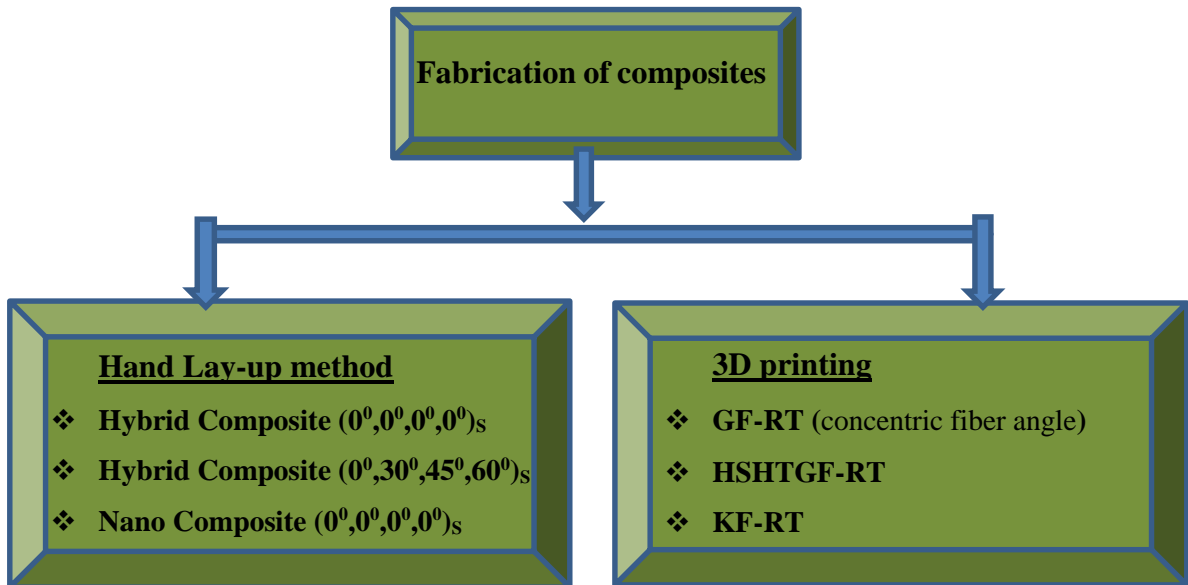 Fabrication of composites
Hand Lay-up method
❖ Hybrid Composite (0⁰,0⁰,0⁰,0⁰)s
❖ Hybrid Composite (0⁰,30⁰,45⁰,60⁰)s
❖ Nano Composite (0⁰,0⁰,0⁰,0⁰)s
3D printing
❖ GF-RT (concentric fiber angle)
❖ HSHTGF-RT
❖ KF-RT